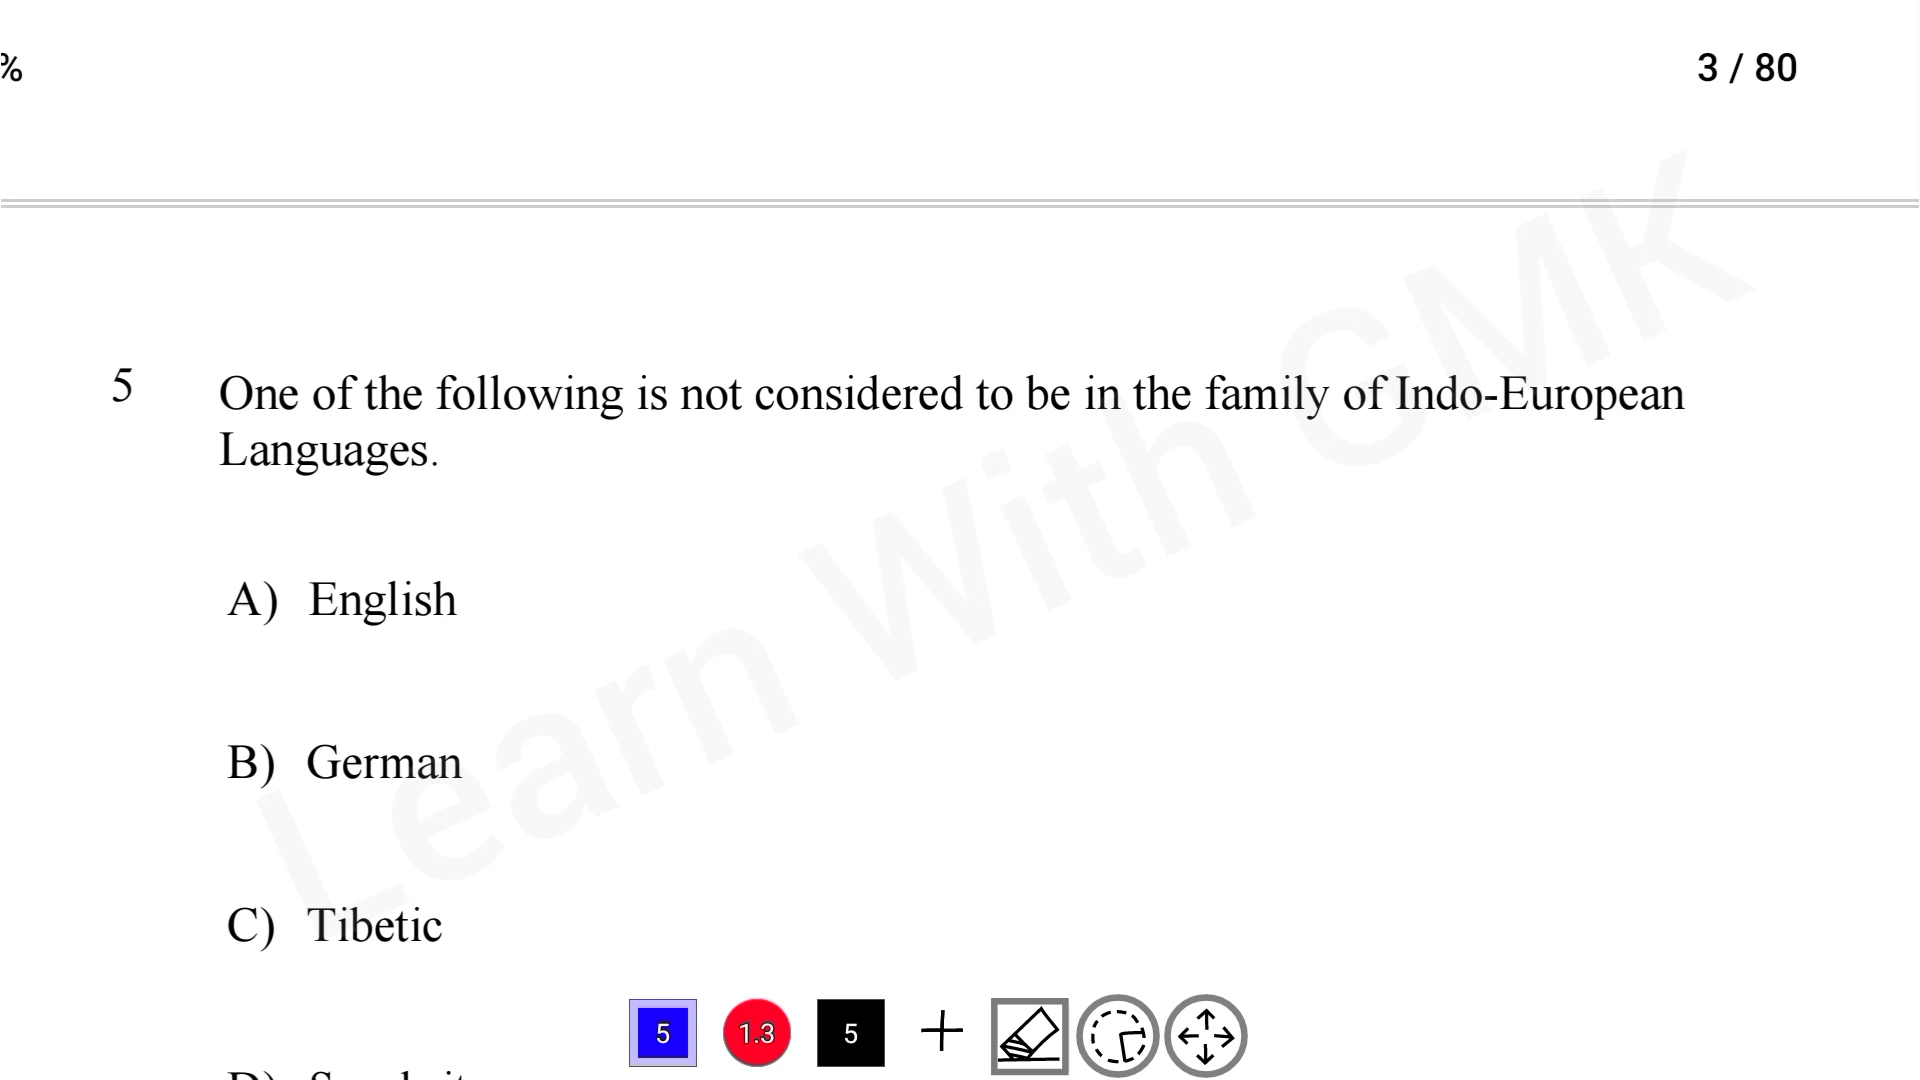 %
3 / 80
5 One of the following is not considered to be in the family of Indo-European
Languages.
A) English
B) German
C) Tibetic
5 1.3 5
Learn With GMK